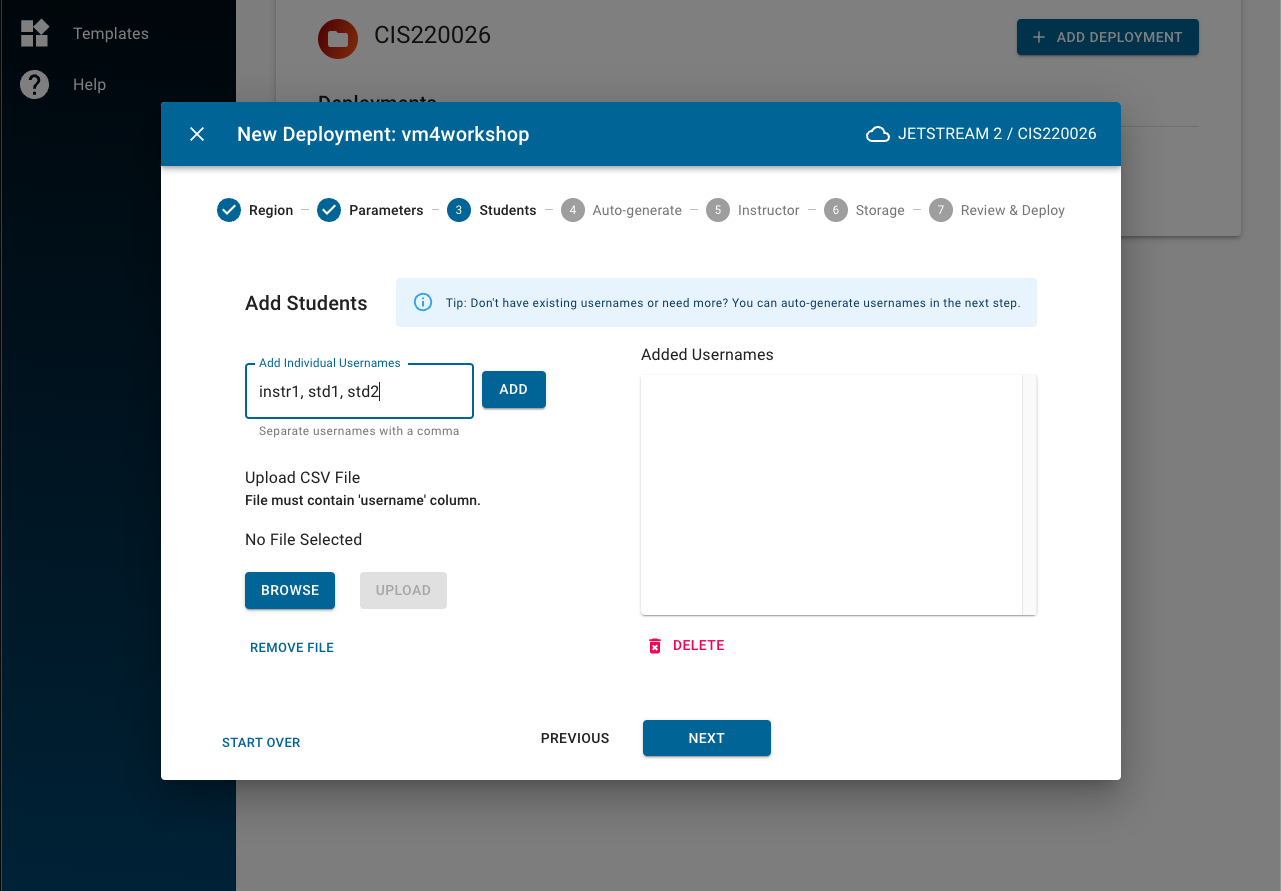 Templates
Help
CIS220026
ADD DEPLOYMENT
Deployments
New Deployment: vm4workshop
JETSTREAM 2 / CIS220026
Region
Parameters
3 Students
4 Auto-generate
5 Instructor
6 Storage
7 Review & Deploy
Add Students
Tip: Don't have existing usernames or need more? You can auto-generate usernames in the next step.
Add Individual Usernames
instr1, std1, std2
ADD
Separate usernames with a comma
Added Usernames
Upload CSV File
File must contain 'username' column.
No File Selected
BROWSE
UPLOAD
REMOVE FILE
DELETE
START OVER
PREVIOUS
NEXT